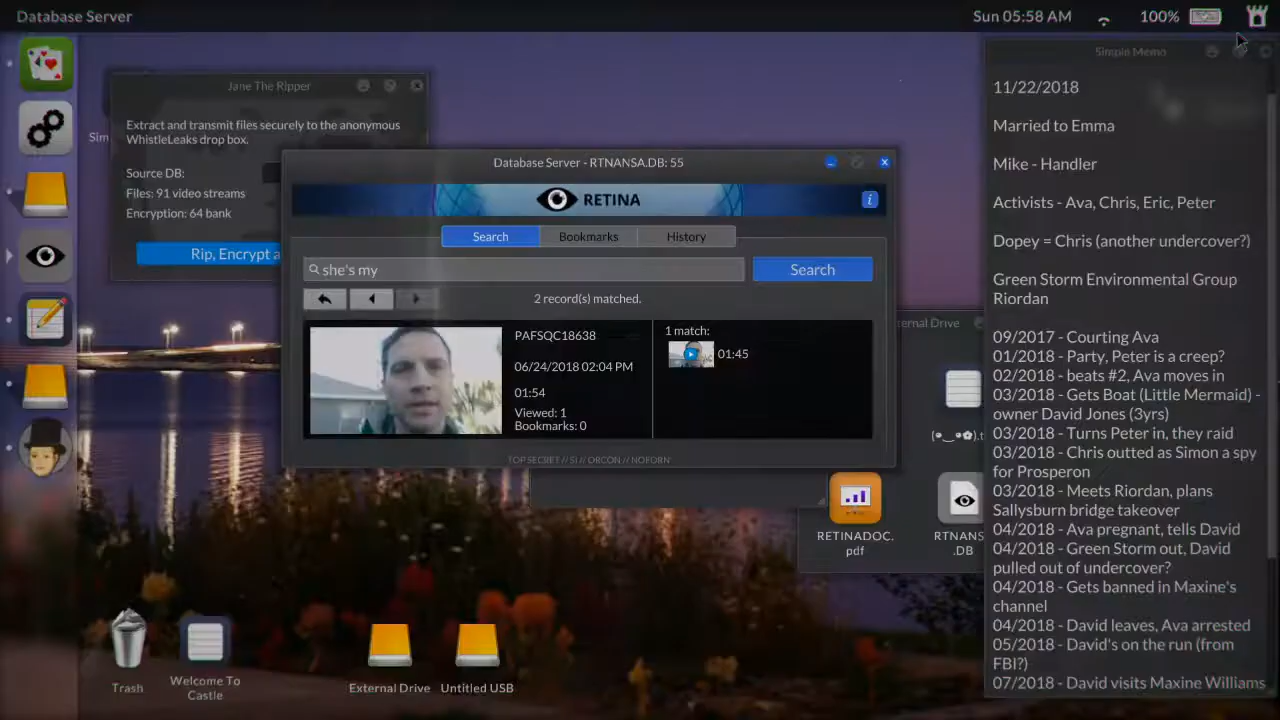 Database Server
Sun 05:58 AM
100%
Sim
Jane The Ripper
Extract and transmit files securely to the anonymous
WhistleLeaks drop box.
Source DB:
Files: 91 video streams
Encryption: 64 bank
Rip, Encrypt a
Database Server - RTNANSA.DB: 55
RETINA
i
Search
Bookmarks
History
she's my
Search
2 record(s) matched.
PAFSQC18638
06/24/2018 02:04 PM
01:54
Viewed: 1
Bookmarks: 0
1 match:
01:45
TOP SECRET // SI // ORCON // NOFORN
ernal Drive
(•‿•✿).t
RETINADOC.
pdf
RTNANS
.DB
Trash
Welcome To
Castle
External Drive
Untitled USB
Simple Memo
11/22/2018
Married to Emma
Mike - Handler
Activists - Ava, Chris, Eric, Peter
Dopey = Chris (another undercover?)
Green Storm Environmental Group
Riordan
09/2017 - Courting Ava
01/2018 - Party, Peter is a creep?
02/2018 - beats #2, Ava moves in
03/2018 - Gets Boat (Little Mermaid) -
owner David Jones (3yrs)
03/2018 - Turns Peter in, they raid
03/2018 - Chris outted as Simon a spy
for Prosperon
03/2018 - Meets Riordan, plans
Sallysburn bridge takeover
04/2018 - Ava pregnant, tells David
04/2018 - Green Storm out, David
pulled out of undercover?
04/2018 - Gets banned in Maxine's
channel
04/2018 - David leaves, Ava arrested
05/2018 - David's on the run (from
FBI?)
07/2018 - David visits Maxine Williams